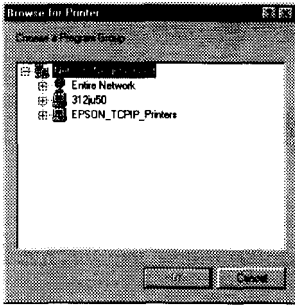 Browse for Printer
Choose a Program Group
Entire Network
312ju50
EPSON_TCPIP_Printers
Cancel